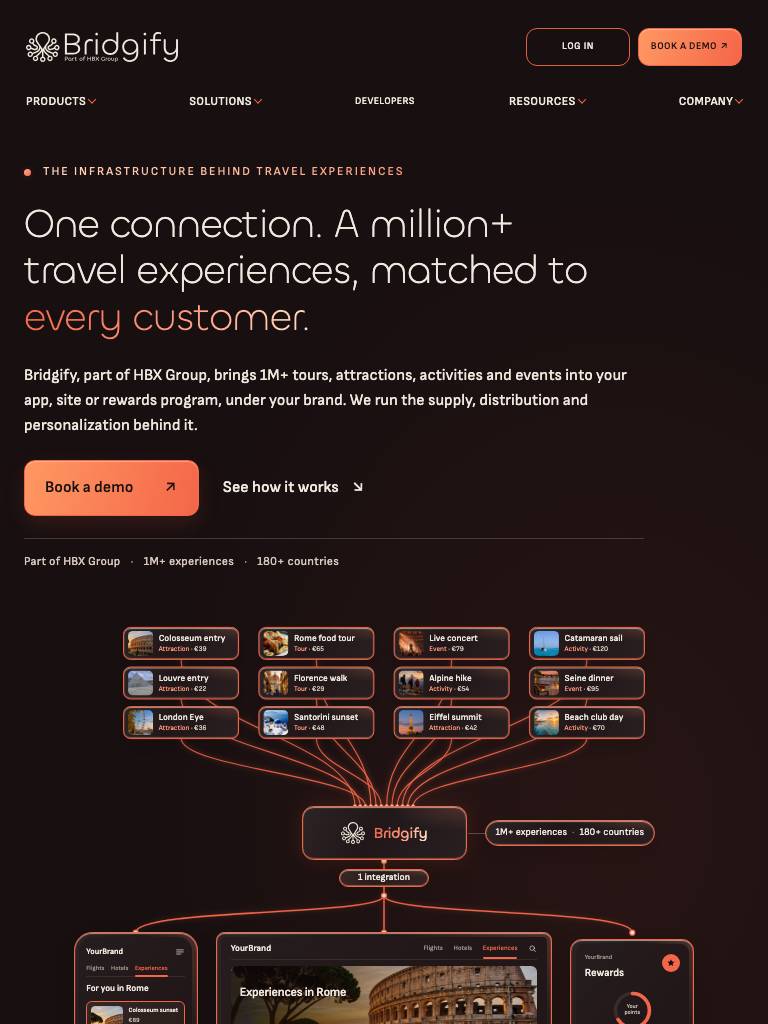 Bridgify
Part of HBX Group
LOG IN
BOOK A DEMO ↗
PRODUCTS
SOLUTIONS
DEVELOPERS
RESOURCES
COMPANY
THE INFRASTRUCTURE BEHIND TRAVEL EXPERIENCES
One connection. A million+
travel experiences, matched to
every customer.
Bridgify, part of HBX Group, brings 1M+ tours, attractions, activities and events into your
app, site or rewards program, under your brand. We run the supply, distribution and
personalization behind it.
Book a demo ↗
See how it works ↘
Part of HBX Group · 1M+ experiences · 180+ countries
Colosseum entry
Attraction · €39
Rome food tour
Tour · €65
Live concert
Event · €79
Catamaran sail
Activity · €120
Louvre entry
Attraction · €22
Florence walk
Tour · €29
Alpine hike
Activity · €54
Seine dinner
Event · €95
London Eye
Attraction · €36
Santorini sunset
Tour · €48
Eiffel summit
Attraction · €42
Beach club day
Activity · €70
Bridgify
1M+ experiences · 180+ countries
1 integration
YourBrand
Flights Hotels Experiences
For you in Rome
Colosseum sunset
€89
YourBrand
Flights Hotels Experiences
Experiences in Rome
YourBrand
Rewards
Your
points